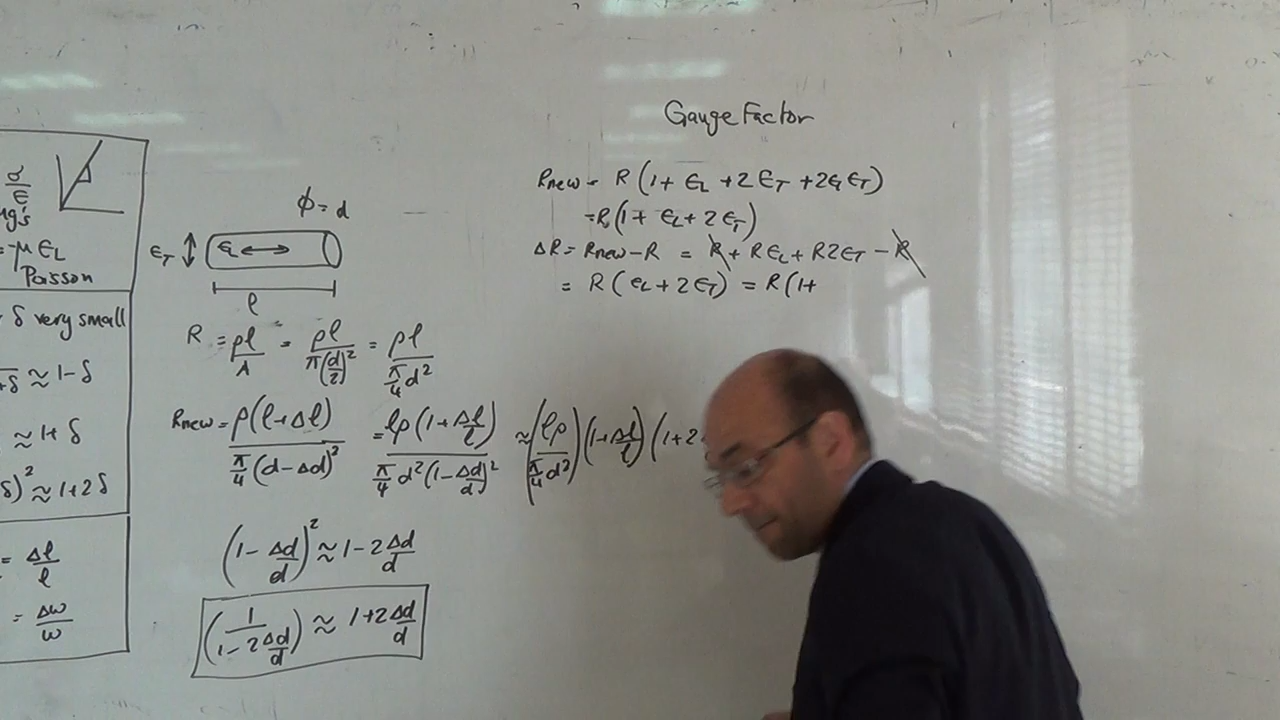 Gauge Factor
σ/ε
ng's
=-μ ϵL
Poisson
δ very small
+δ ≈ 1-δ
≈ 1+δ
δ)² ≈ 1+2δ
= Δl/l
= Δw/w
ϕ = d
ϵT ϵL
l
R = ρl/A = ρl/(π(d/2)²) = ρl/(π/4 d²)
Rnew = ρ(l+Δl)/(π/4 (d-Δd)²) = lρ(1+Δl/l)/(π/4 d²(1-Δd/d)²) ≈ (lρ/(π/4 d²))(1+Δl/l)(1+2
(1-Δd/d)² ≈ 1-2Δd/d
(1/(1-2Δd/d)) ≈ 1+2Δd/d
Rnew = R(1+ ϵL +2ϵT +2ϵLϵT)
=R(1+ ϵL+2ϵT)
ΔR = Rnew-R = R+RϵL+R2ϵT-R
= R(ϵL+2ϵT) = R(1+